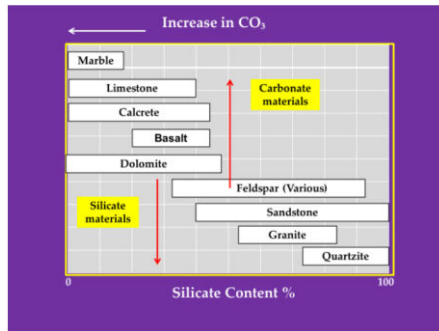 Increase in CO₃
Marble
Limestone
Carbonate
materials
Calcrete
Basalt
Dolomite
Feldspar (Various)
Silicate
materials
Sandstone
Granite
Quartzite
0
100
Silicate Content %